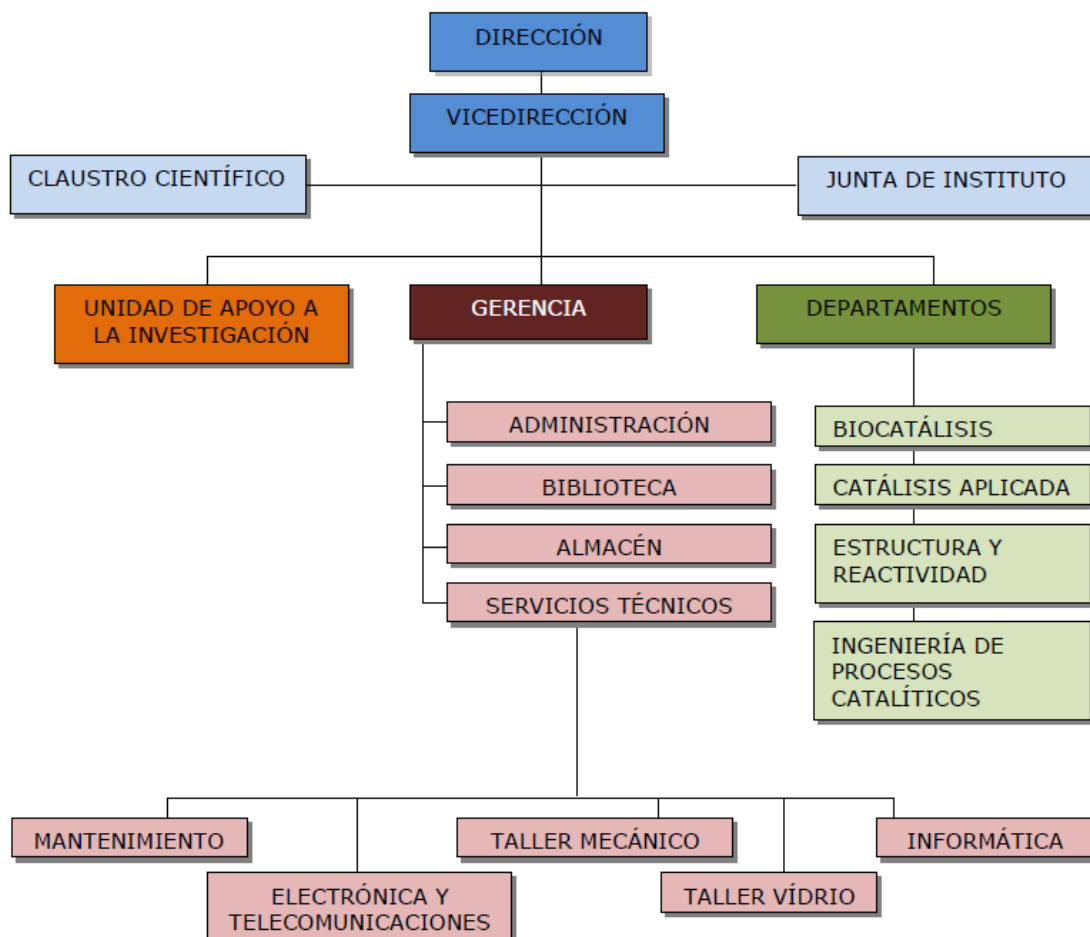 DIRECCIÓN
VICEDIRECCIÓN
CLAUSTRO CIENTÍFICO
JUNTA DE INSTITUTO
UNIDAD DE APOYO A
LA INVESTIGACIÓN
GERENCIA
DEPARTAMENTOS
ADMINISTRACIÓN
BIBLIOTECA
ALMACÉN
SERVICIOS TÉCNICOS
BIOCATÁLISIS
CATÁLISIS APLICADA
ESTRUCTURA Y
REACTIVIDAD
INGENIERÍA DE
PROCESOS
CATALÍTICOS
MANTENIMIENTO
ELECTRÓNICA Y
TELECOMUNICACIONES
TALLER MECÁNICO
TALLER VÍDRIO
INFORMÁTICA